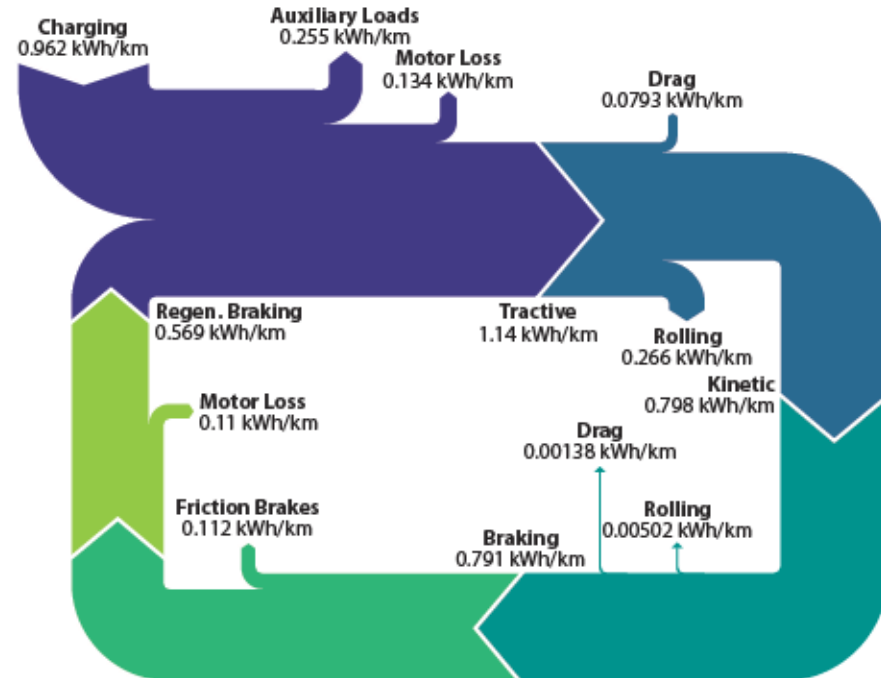 Charging
0.962 kWh/km
Auxiliary Loads
0.255 kWh/km
Motor Loss
0.134 kWh/km
Drag
0.0793 kWh/km
Regen. Braking
0.569 kWh/km
Tractive
1.14 kWh/km
Rolling
0.266 kWh/km
Kinetic
0.798 kWh/km
Motor Loss
0.11 kWh/km
Drag
0.00138 kWh/km
Friction Brakes
0.112 kWh/km
Rolling
0.00502 kWh/km
Braking
0.791 kWh/km